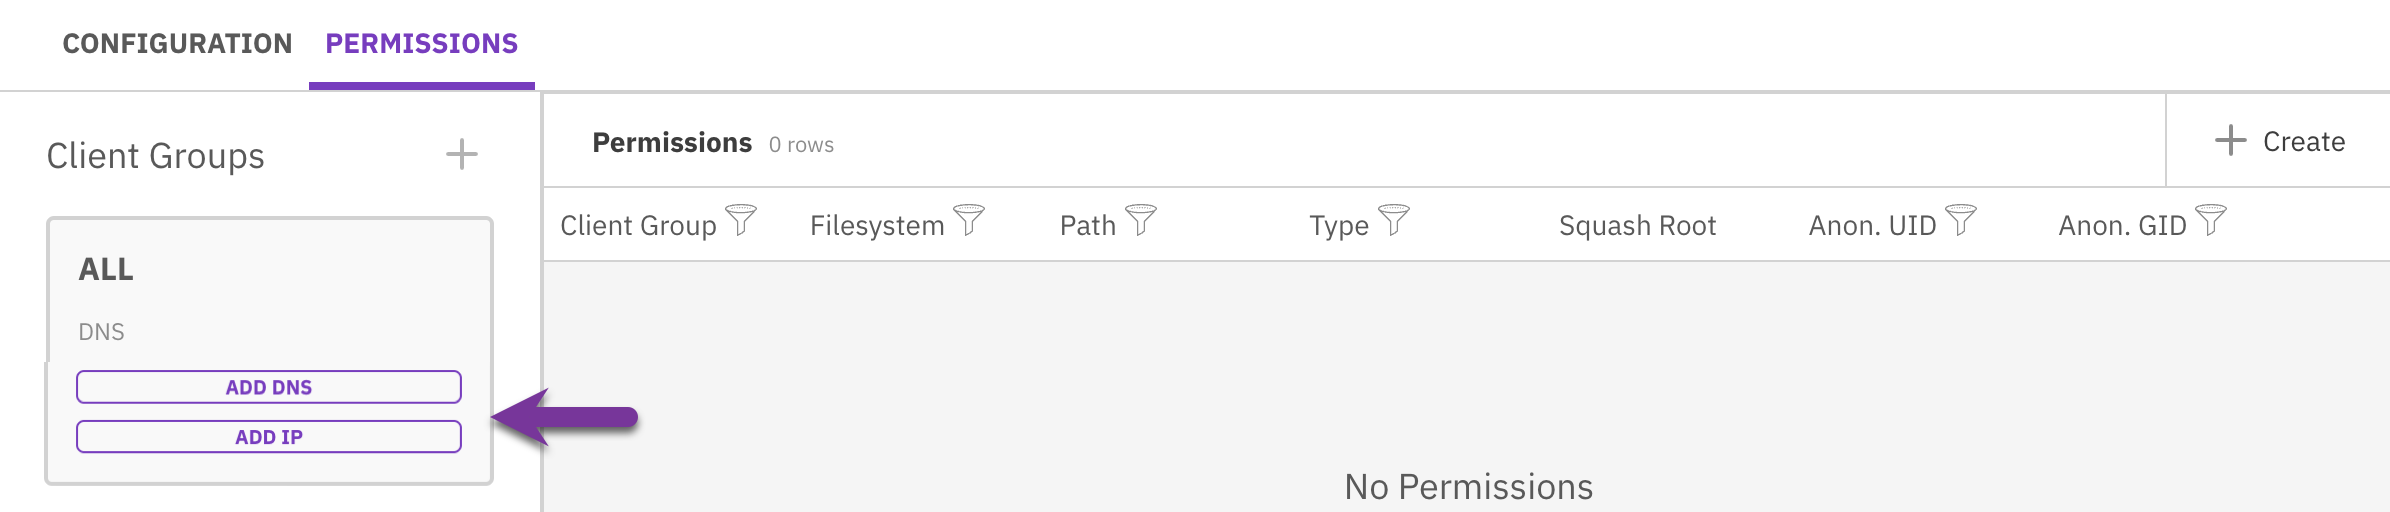 CONFIGURATION PERMISSIONS
Client Groups
ALL
DNS
ADD DNS
ADD IP
Permissions 0 rows
Create
Client Group Filesystem Path Type Squash Root Anon. UID Anon. GID
No Permissions